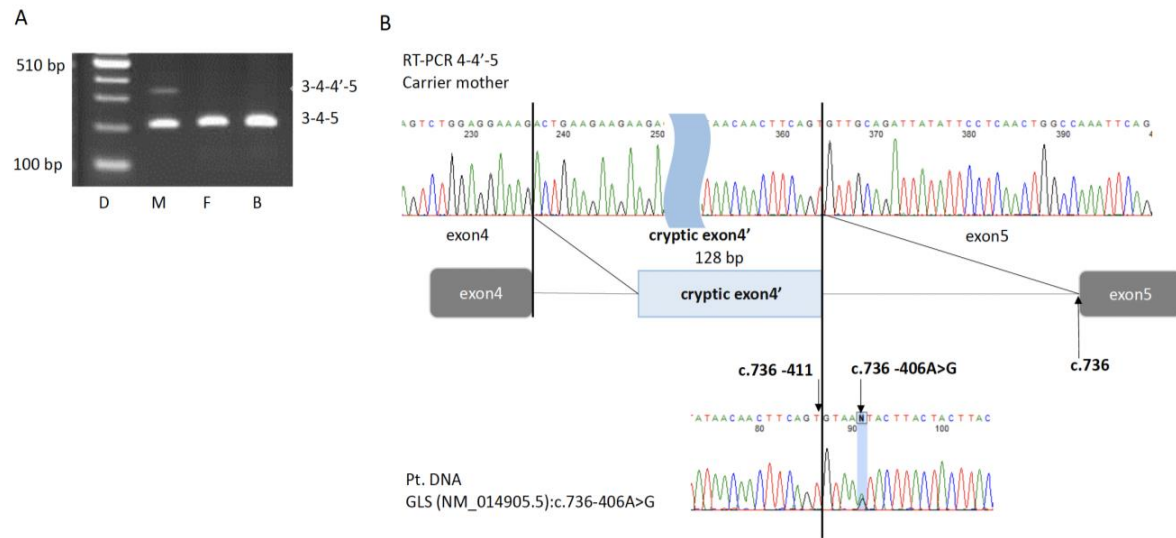 A
510 bp
3-4-4'-5
3-4-5
100 bp
D M F B
B
RT-PCR 4-4'-5
Carrier mother
AGTCTGGAGGAAAGACTGAAGAAGAAGA TAACAACTTCAGTGTTGCAGATTATATTCCTCAACTGGCCAAATTCAG
230 240 250 360 370 380 390 4
exon4 cryptic exon4' exon5
128 bp
exon4 cryptic exon4' exon5
c.736 -411 c.736 -406A>G c.736
ATAACAACTTCAGTGTAANTACTTACTACTTAC
80 90 100
Pt. DNA
GLS (NM_014905.5):c.736-406A>G